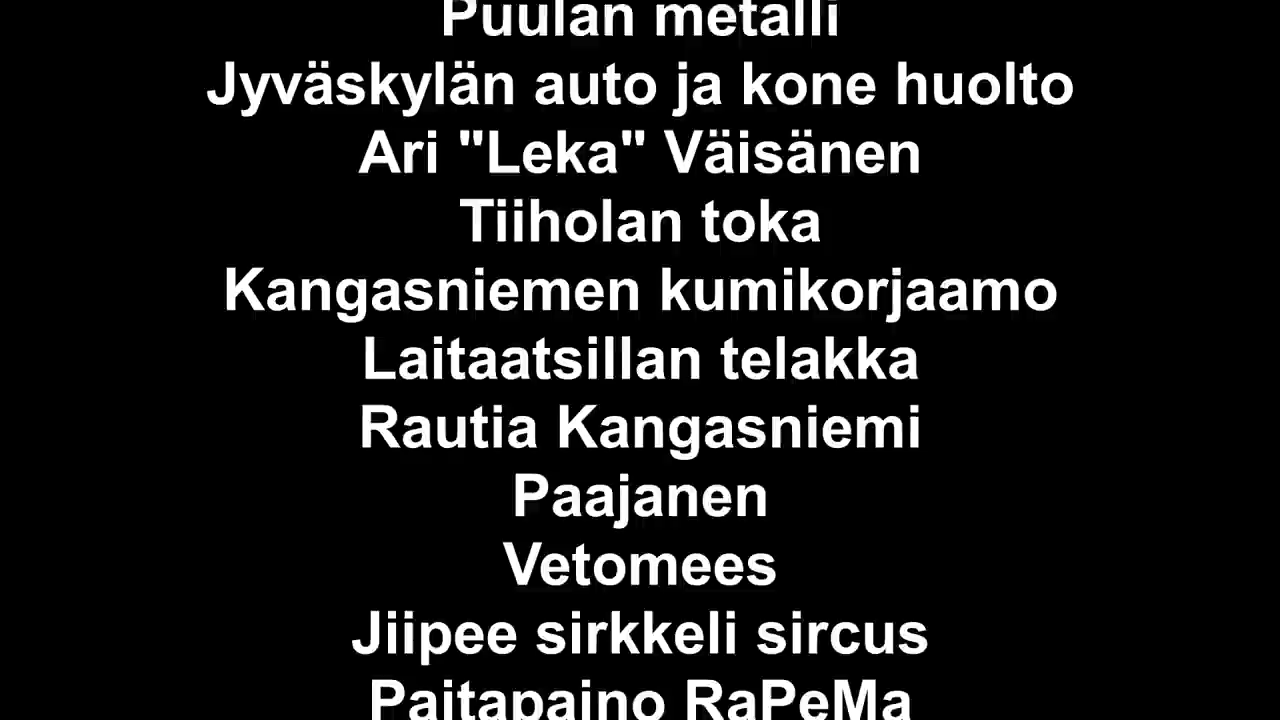 Puulan metalli
Jyväskylän auto ja kone huolto
Ari "Leka" Väisänen
Tiiholan toka
Kangasniemen kumikorjaamo
Laitaatsillan telakka
Rautia Kangasniemi
Paajanen
Vetomees
Jiipee sirkkeli sircus
Paitapaino RaPeMa